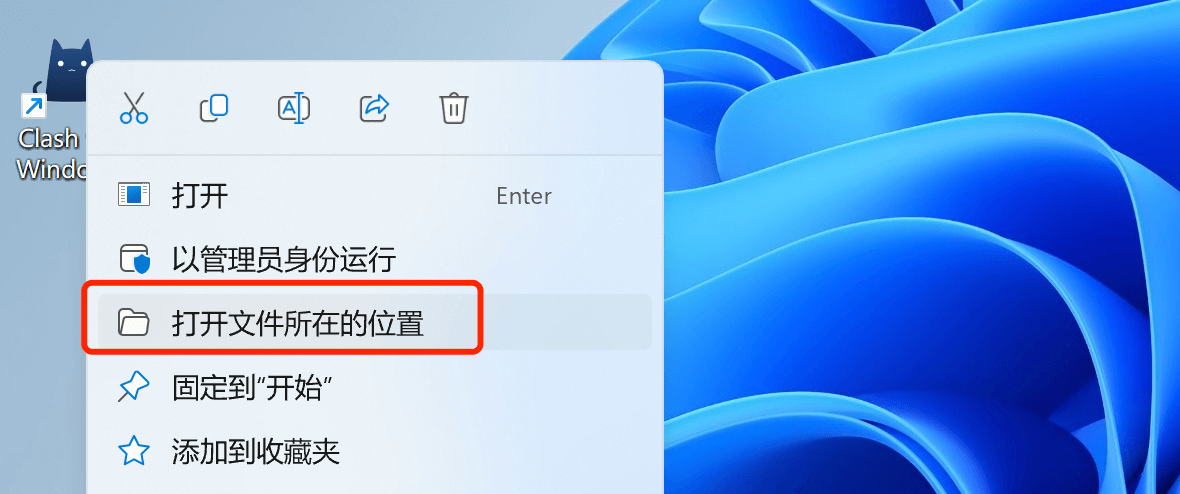 Clash
打开 Enter
以管理员身份运行
打开文件所在的位置
固定到“开始”
添加到收藏夹